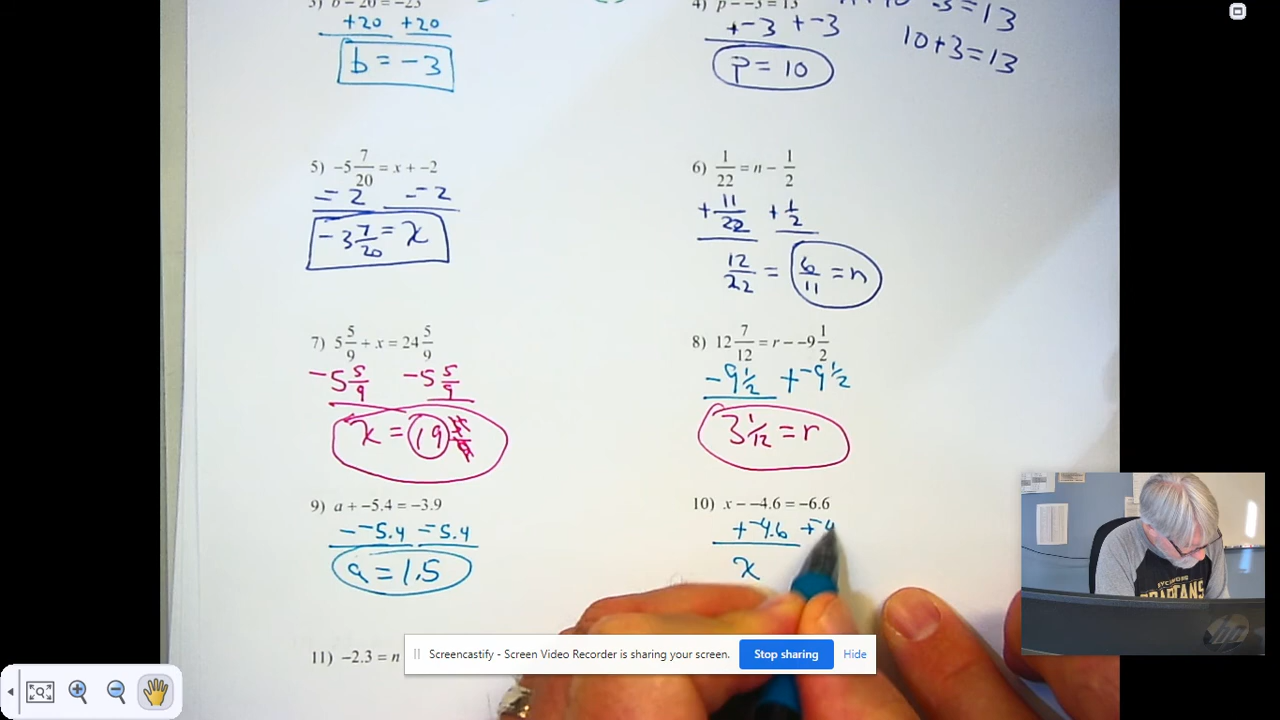 3) b − 20 = −23
+20 +20
b = −3
4) p − −3 = 13
+ −3 + −3
p = 10
-3 = 13
10+3=13
5) −5 7/20 = x + −2
− −2 − −2
−3 7/20 = x
6) 1/22 = n − 1/2
+ 11/22 + 1/2
12/22 = 6/11 = n
7) 5 5/9 + x = 24 5/9
−5 5/9 −5 5/9
x = 19
8) 12 7/12 = r − −9 1/2
−9 1/2 + −9 1/2
3 1/12 = r
9) a + −5.4 = −3.9
− −5.4 − −5.4
a = 1.5
10) x − −4.6 = −6.6
+ −4.6 + −4
x
11) −2.3 = n
Screencastify - Screen Video Recorder is sharing your screen.
Stop sharing
Hide
SPARTANS
hp